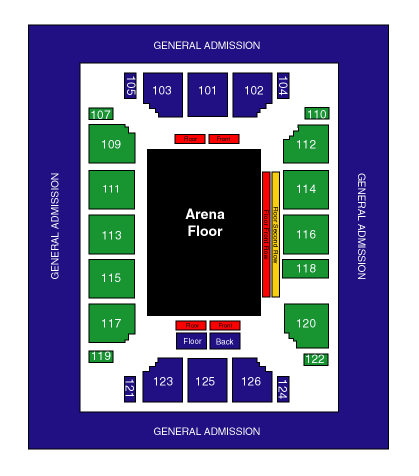 GENERAL ADMISSION
105
103
101
102
104
107
110
Floor
Front
109
112
111
114
GENERAL ADMISSION
Arena
Floor
Floor Front Row
Floor Second Row
GENERAL ADMISSION
113
116
115
118
117
120
Floor
Front
Floor
Back
119
122
121
123
125
126
124
GENERAL ADMISSION